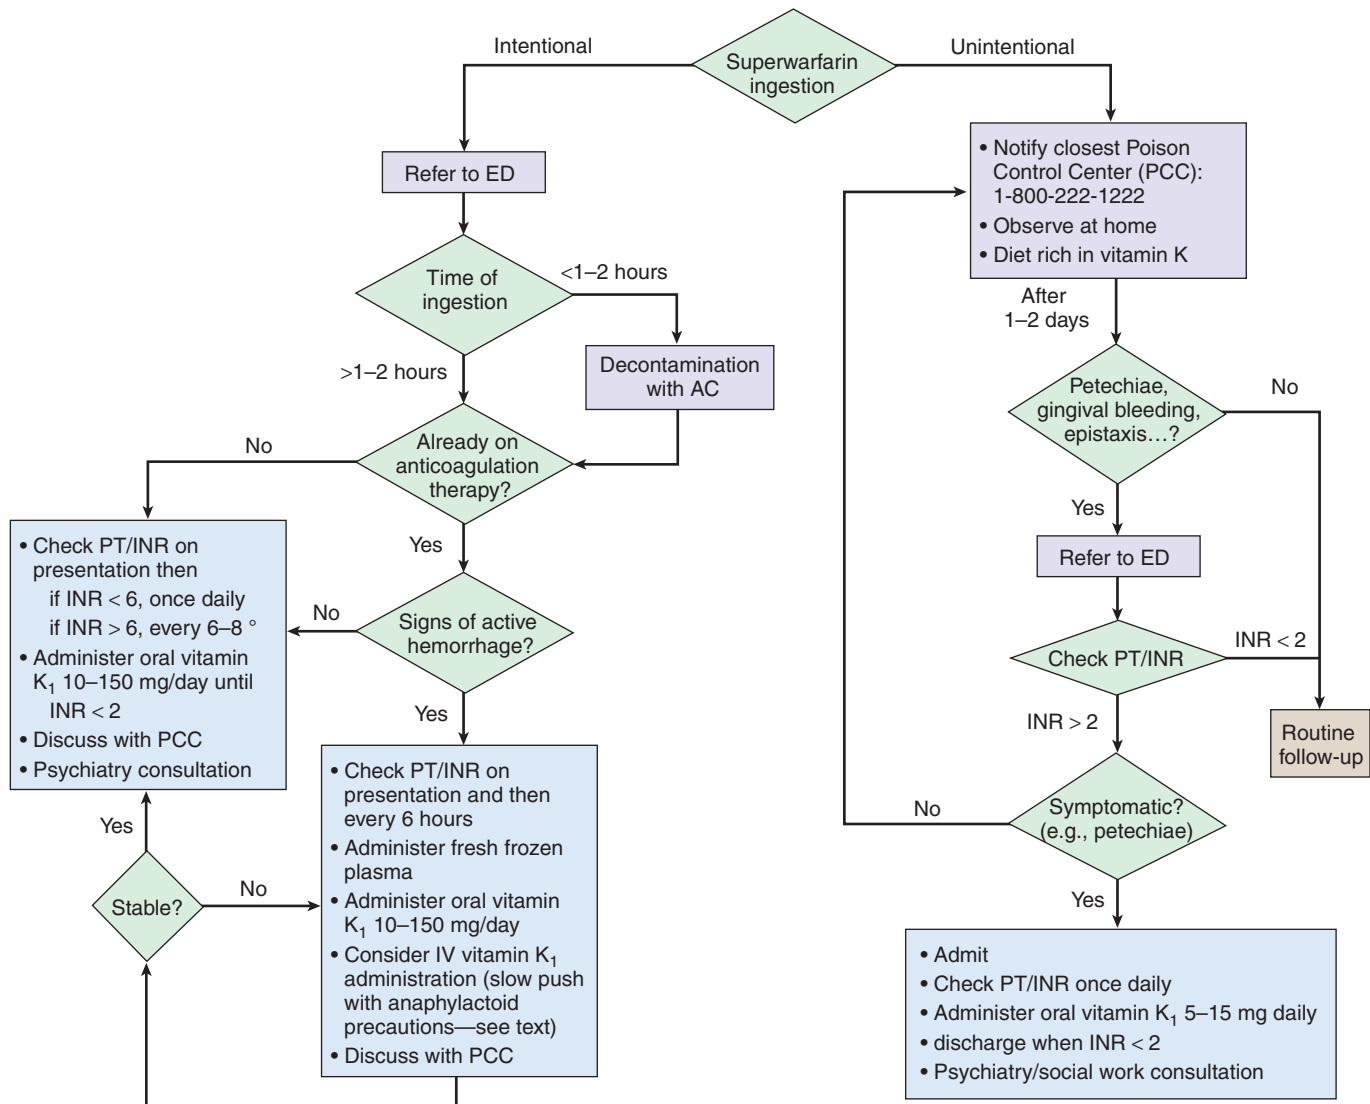 Superwarfarin
ingestion
Intentional
Unintentional
Refer to ED
Time of
ingestion
<1–2 hours
>1–2 hours
Decontamination
with AC
Already on
anticoagulation
therapy?
No
Yes
Signs of active
hemorrhage?
No
Yes
• Check PT/INR on
presentation then
if INR < 6, once daily
if INR > 6, every 6–8 °
• Administer oral vitamin
K₁ 10–150 mg/day until
INR < 2
• Discuss with PCC
• Psychiatry consultation
Yes
Stable?
No
• Check PT/INR on
presentation and then
every 6 hours
• Administer fresh frozen
plasma
• Administer oral vitamin
K₁ 10–150 mg/day
• Consider IV vitamin K₁
administration (slow push
with anaphylactoid
precautions—see text)
• Discuss with PCC
• Notify closest Poison
Control Center (PCC):
1-800-222-1222
• Observe at home
• Diet rich in vitamin K
After
1–2 days
Petechiae,
gingival bleeding,
epistaxis…?
No
Yes
Refer to ED
Check PT/INR
INR < 2
INR > 2
Routine
follow-up
Symptomatic?
(e.g., petechiae)
No
Yes
• Admit
• Check PT/INR once daily
• Administer oral vitamin K₁ 5–15 mg daily
• discharge when INR < 2
• Psychiatry/social work consultation